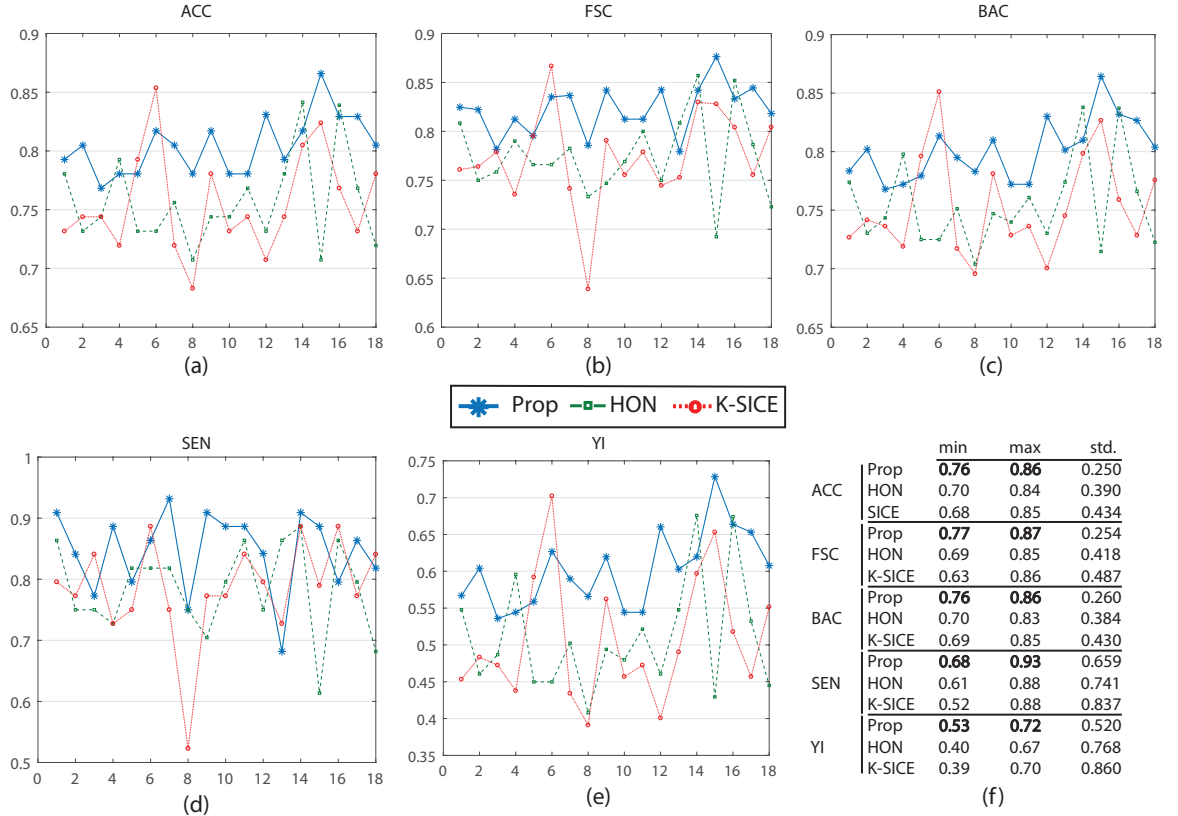 ACC
0.9
0.85
0.8
0.75
0.7
0.65
0 2 4 6 8 10 12 14 16 18
(a)
FSC
0.9
0.85
0.8
0.75
0.7
0.65
0.6
0 2 4 6 8 10 12 14 16 18
(b)
BAC
0.9
0.85
0.8
0.75
0.7
0.65
0 2 4 6 8 10 12 14 16 18
(c)
Prop HON K-SICE
SEN
1
0.9
0.8
0.7
0.6
0.5
0 2 4 6 8 10 12 14 16 18
(d)
YI
0.75
0.7
0.65
0.6
0.55
0.5
0.45
0.4
0.35
0 2 4 6 8 10 12 14 16 18
(e)
min max std.
ACC
Prop 0.76 0.86 0.250
HON 0.70 0.84 0.390
SICE 0.68 0.85 0.434
FSC
Prop 0.77 0.87 0.254
HON 0.69 0.85 0.418
K-SICE 0.63 0.86 0.487
BAC
Prop 0.76 0.86 0.260
HON 0.70 0.83 0.384
K-SICE 0.69 0.85 0.430
SEN
Prop 0.68 0.93 0.659
HON 0.61 0.88 0.741
K-SICE 0.52 0.88 0.837
YI
Prop 0.53 0.72 0.520
HON 0.40 0.67 0.768
K-SICE 0.39 0.70 0.860
(f)